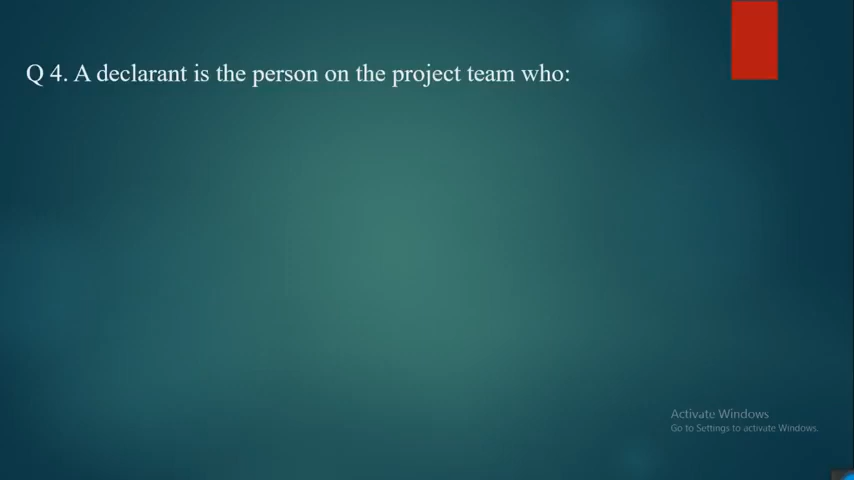 Q 4. A declarant is the person on the project team who:
Activate Windows
Go to Settings to activate Windows.